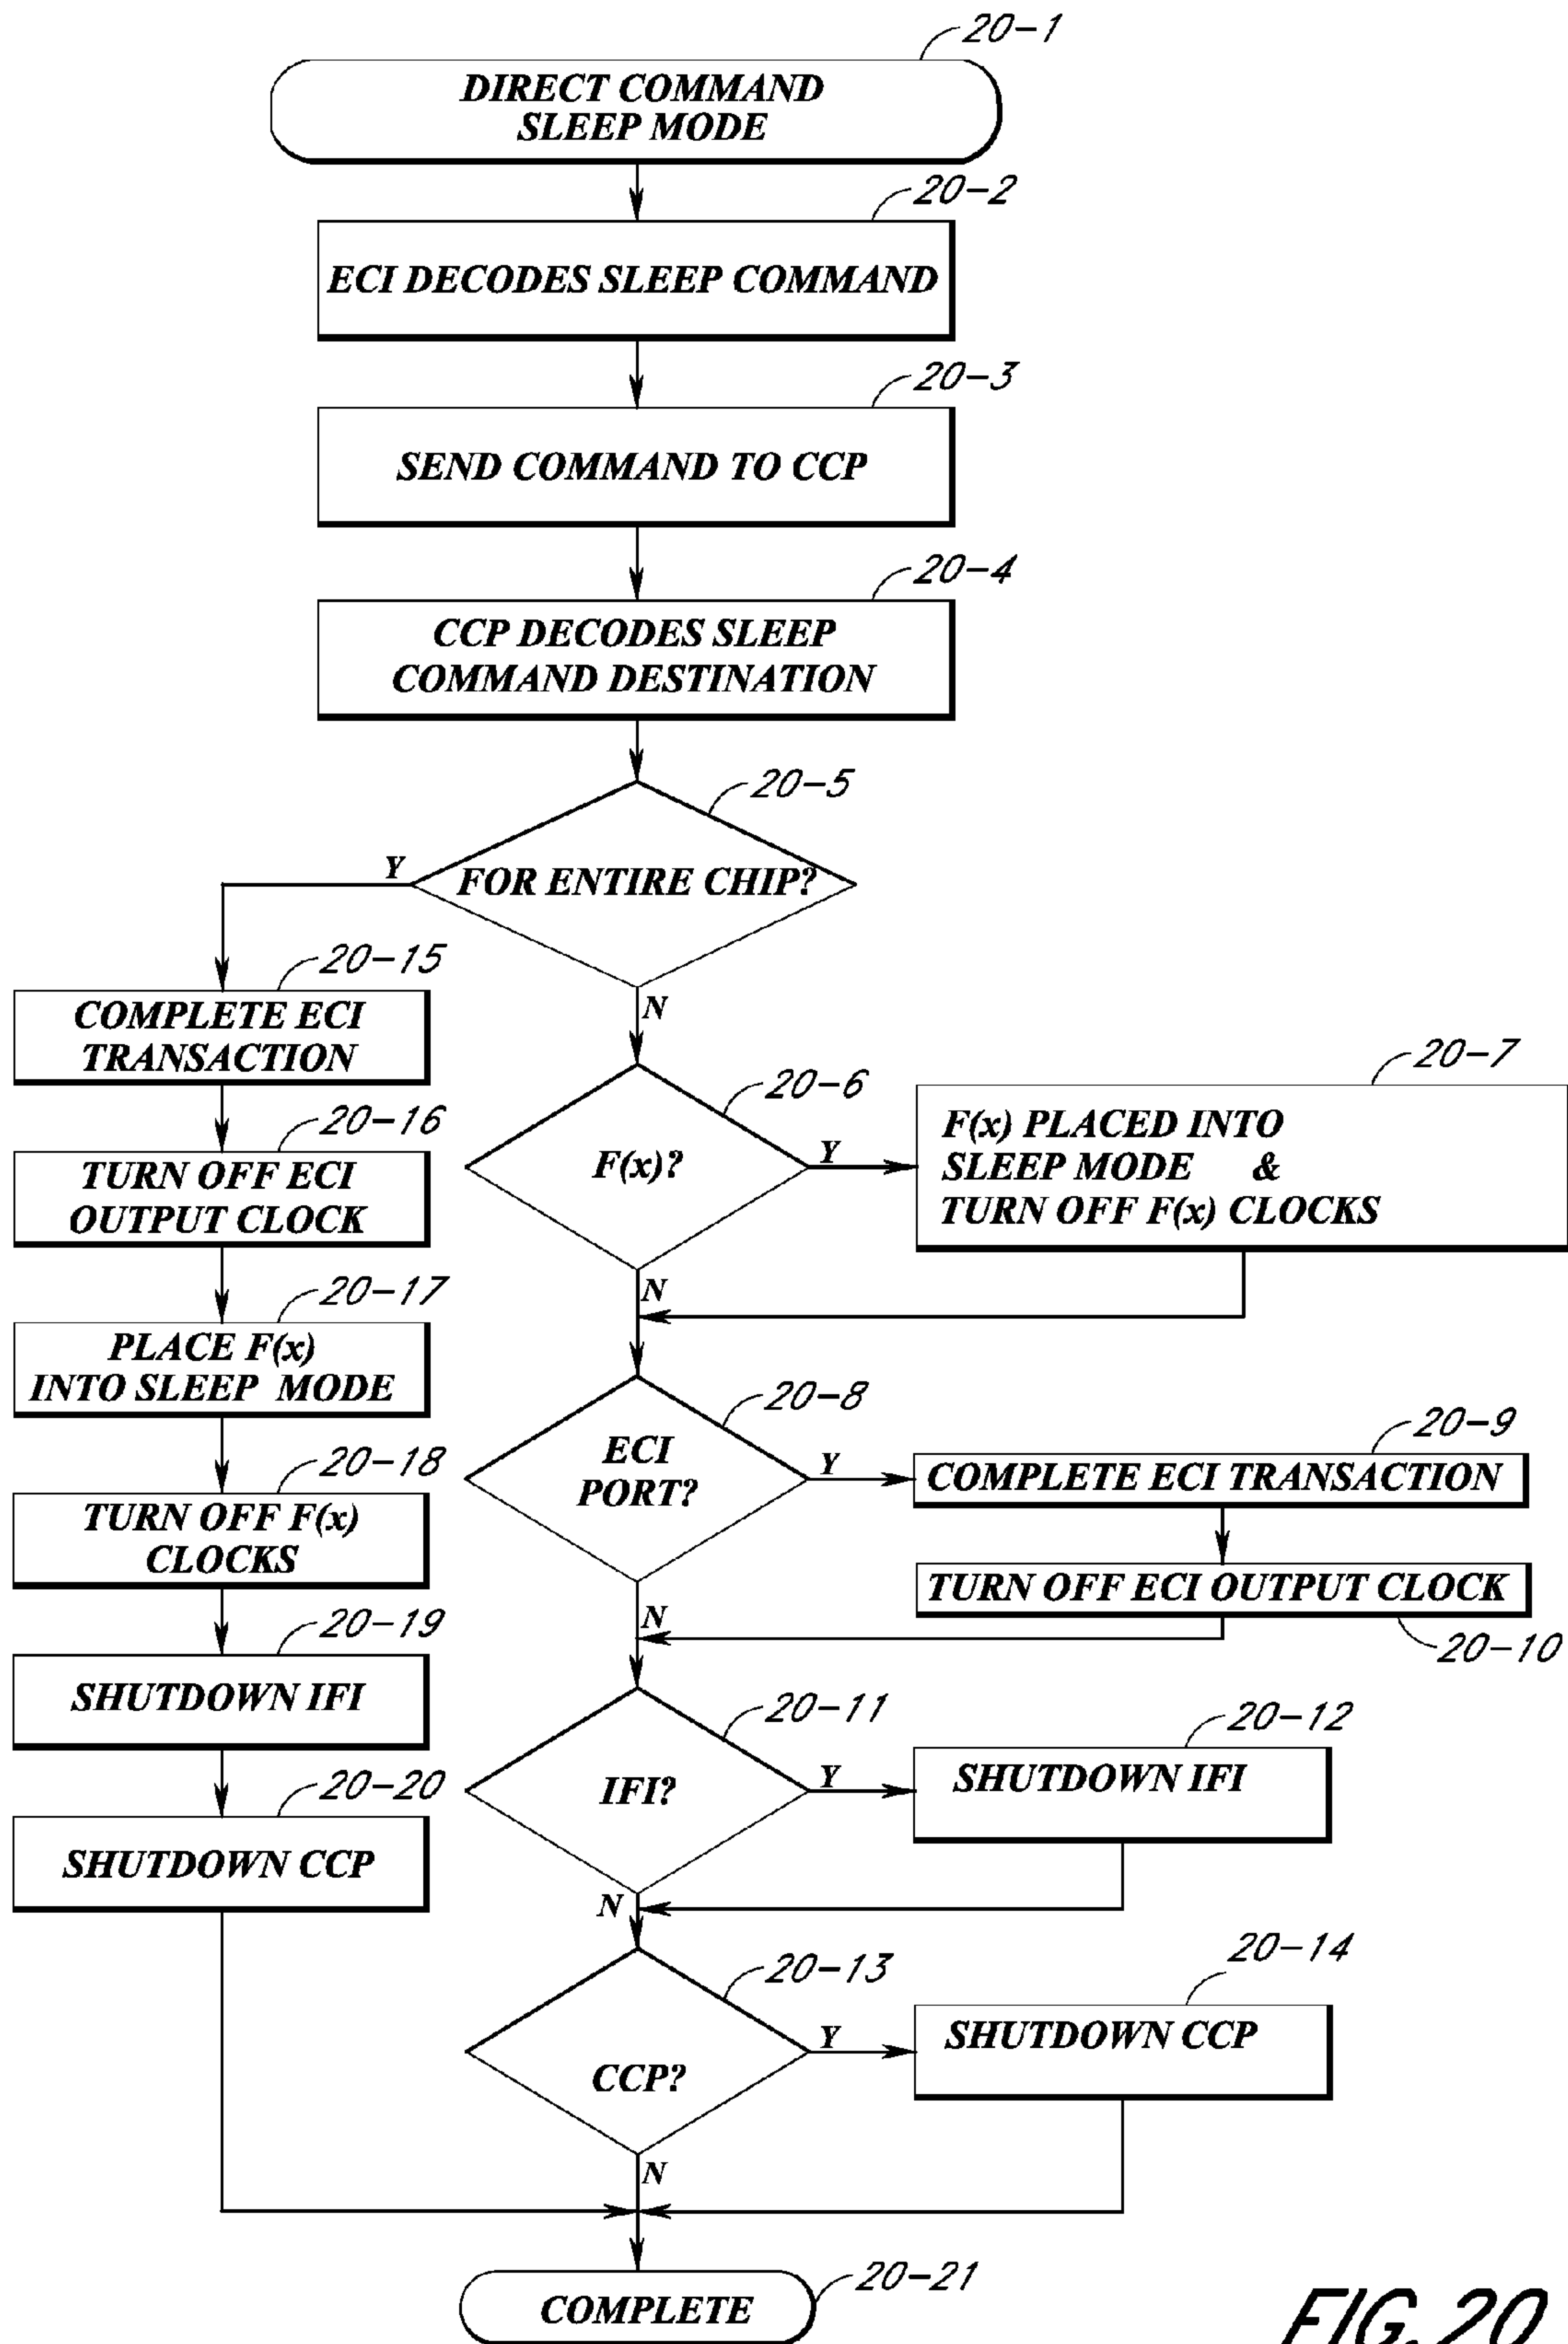 20-1
DIRECT COMMAND
SLEEP MODE
20-2
ECI DECODES SLEEP COMMAND
20-3
SEND COMMAND TO CCP
20-4
CCP DECODES SLEEP
COMMAND DESTINATION
20-5
FOR ENTIRE CHIP?
Y
N
20-15
COMPLETE ECI
TRANSACTION
20-16
TURN OFF ECI
OUTPUT CLOCK
20-17
PLACE F(x)
INTO SLEEP MODE
20-18
TURN OFF F(x)
CLOCKS
20-19
SHUTDOWN IFI
20-20
SHUTDOWN CCP
20-6
F(x)?
Y
N
20-7
F(x) PLACED INTO
SLEEP MODE &
TURN OFF F(x) CLOCKS
20-8
ECI
PORT?
Y
N
20-9
COMPLETE ECI TRANSACTION
TURN OFF ECI OUTPUT CLOCK
20-10
20-11
IFI?
Y
N
20-12
SHUTDOWN IFI
20-13
CCP?
Y
N
20-14
SHUTDOWN CCP
20-21
COMPLETE
FIG. 20